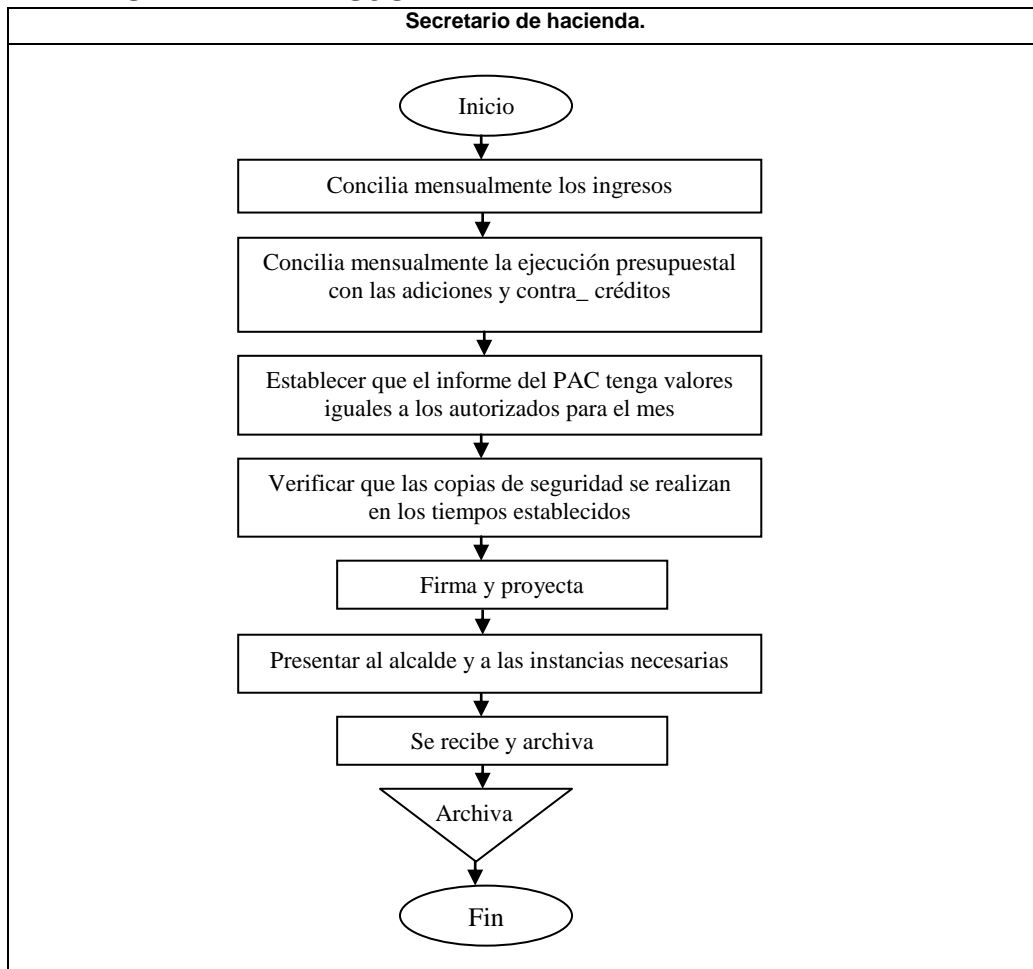 Secretario de hacienda.
Inicio
Concilia mensualmente los ingresos
Concilia mensualmente la ejecución presupuestal
con las adiciones y contra_ créditos
Establecer que el informe del PAC tenga valores
iguales a los autorizados para el mes
Verificar que las copias de seguridad se realizan
en los tiempos establecidos
Firma y proyecta
Presentar al alcalde y a las instancias necesarias
Se recibe y archiva
Archiva
Fin